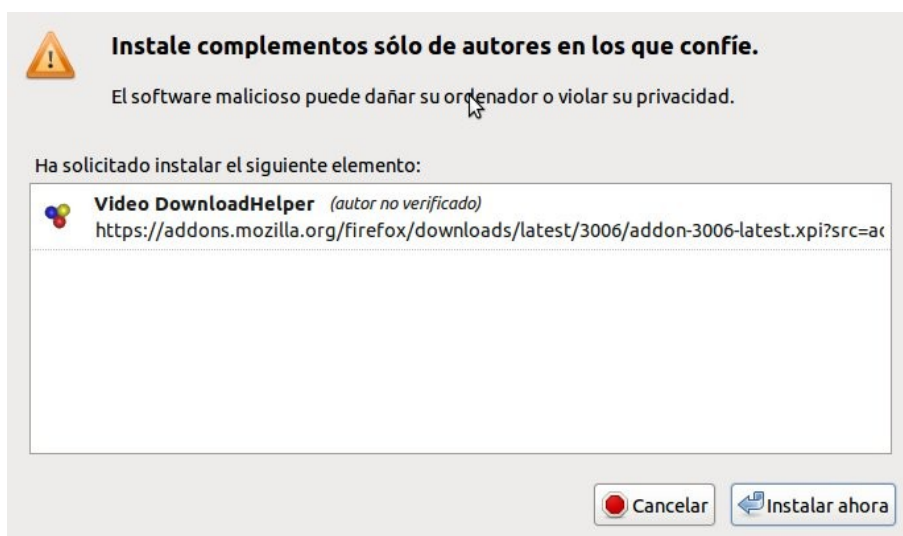 Instale complementos sólo de autores en los que confíe.
El software malicioso puede dañar su ordenador o violar su privacidad.
Ha solicitado instalar el siguiente elemento:
Video DownloadHelper (autor no verificado)
https://addons.mozilla.org/firefox/downloads/latest/3006/addon-3006-latest.xpi?src=ad
Cancelar Instalar ahora